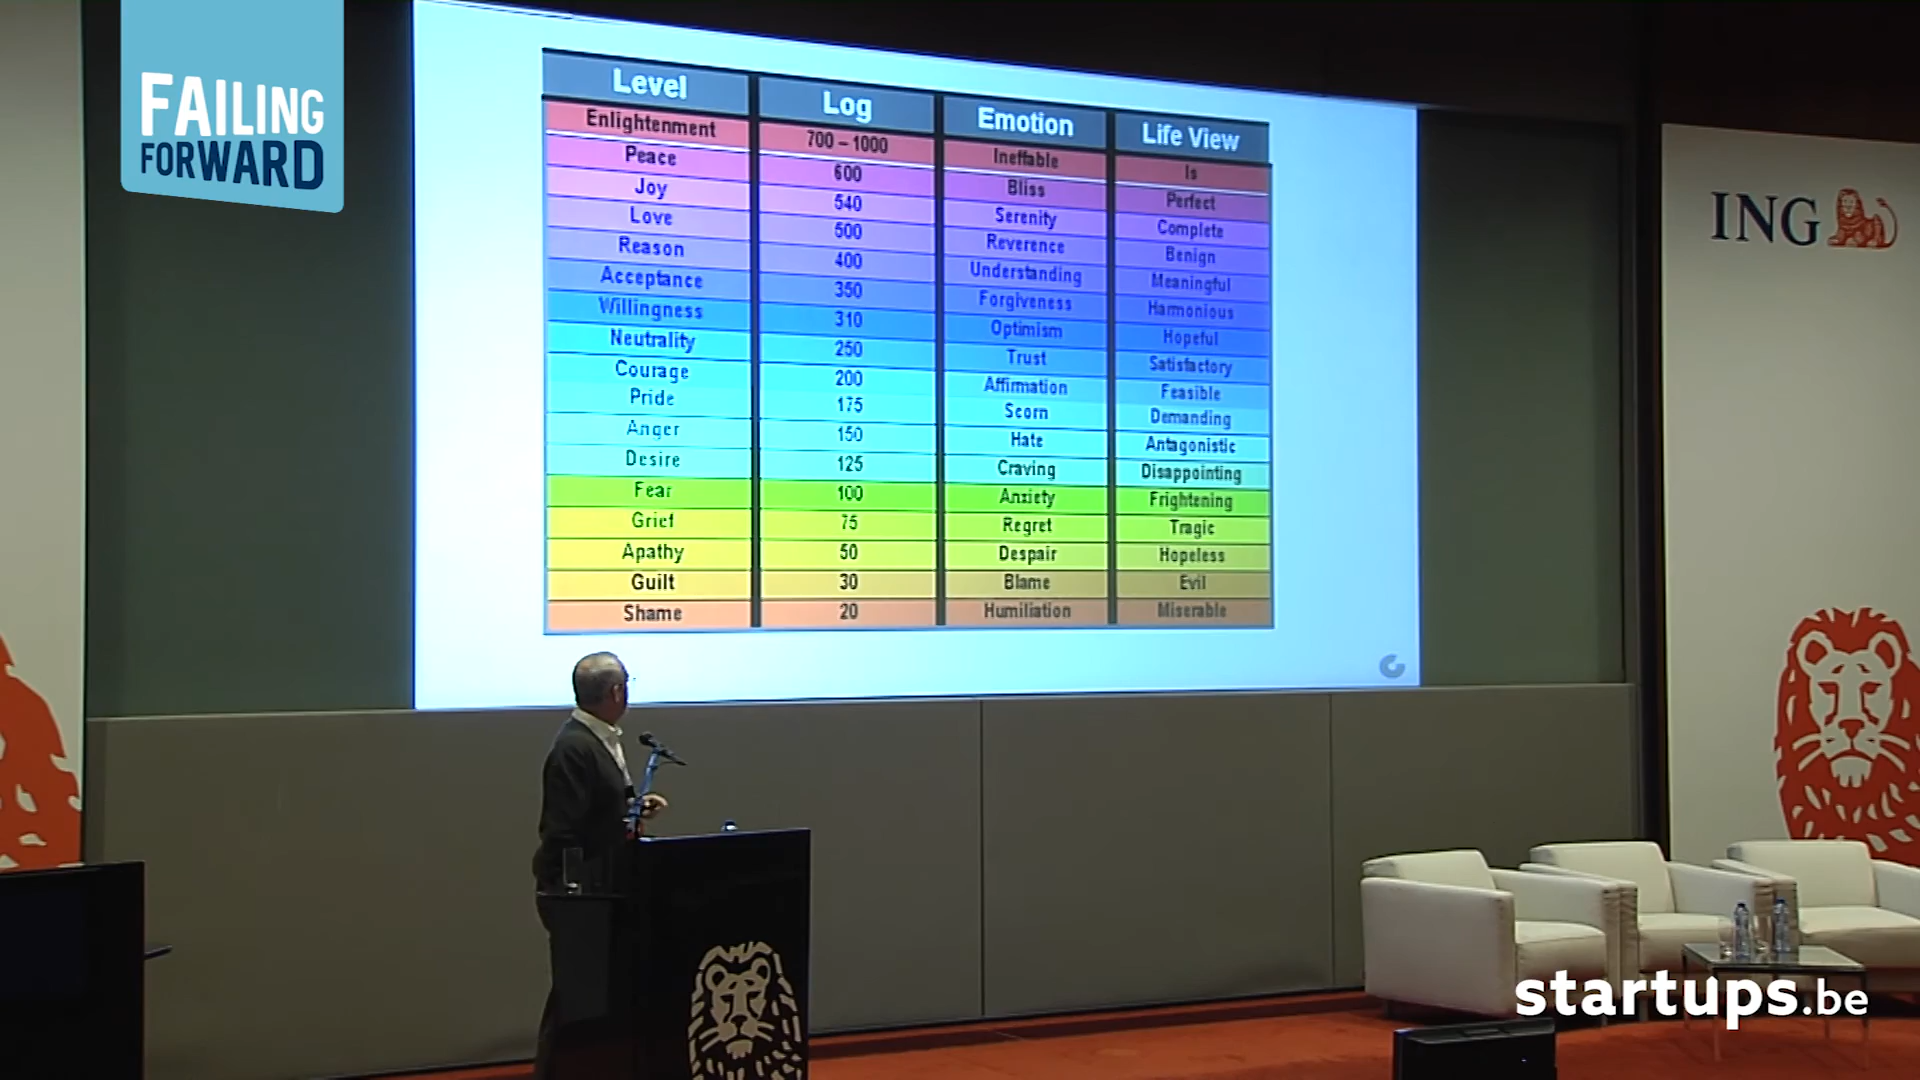 FAILING
FORWARD
Level Log Emotion Life View
Enlightenment 700 – 1000 Ineffable Is
Peace 600 Bliss Perfect
Joy 540 Serenity Complete
Love 500 Reverence Benign
Reason 400 Understanding Meaningful
Acceptance 350 Forgiveness Harmonious
Willingness 310 Optimism Hopeful
Neutrality 250 Trust Satisfactory
Courage 200 Affirmation Feasible
Pride 175 Scorn Demanding
Anger 150 Hate Antagonistic
Desire 125 Craving Disappointing
Fear 100 Anxiety Frightening
Grief 75 Regret Tragic
Apathy 50 Despair Hopeless
Guilt 30 Blame Evil
Shame 20 Humiliation Miserable
ING
startups.be